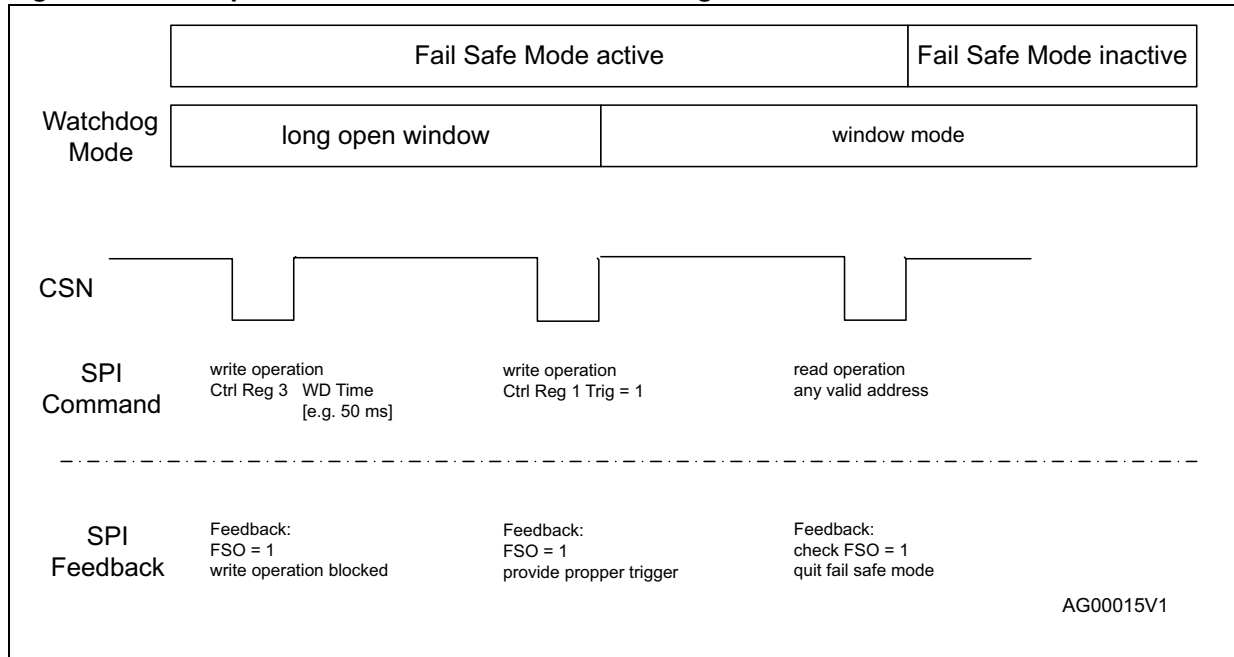 Fail Safe Mode active
Fail Safe Mode inactive
Watchdog
Mode
long open window
window mode
CSN
SPI
Command
write operation
Ctrl Reg 3 WD Time
[e.g. 50 ms]
write operation
Ctrl Reg 1 Trig = 1
read operation
any valid address
SPI
Feedback
Feedback:
FSO = 1
write operation blocked
Feedback:
FSO = 1
provide propper trigger
Feedback:
check FSO = 1
quit fail safe mode
AG00015V1